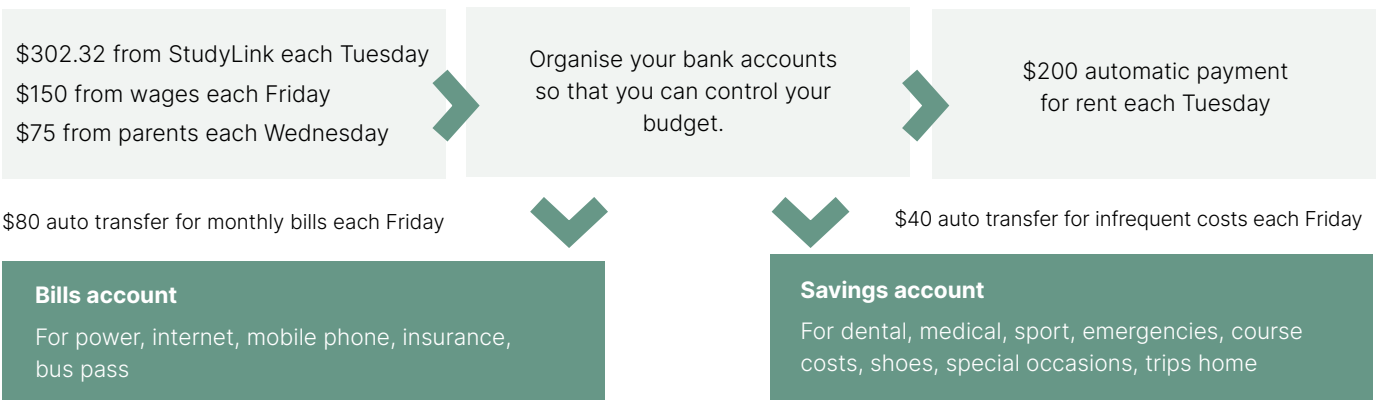 $302.32 from StudyLink each Tuesday
$150 from wages each Friday
$75 from parents each Wednesday
Organise your bank accounts
so that you can control your
budget.
$200 automatic payment
for rent each Tuesday
$80 auto transfer for monthly bills each Friday
$40 auto transfer for infrequent costs each Friday
Bills account
For power, internet, mobile phone, insurance,
bus pass
Savings account
For dental, medical, sport, emergencies, course
costs, shoes, special occasions, trips home